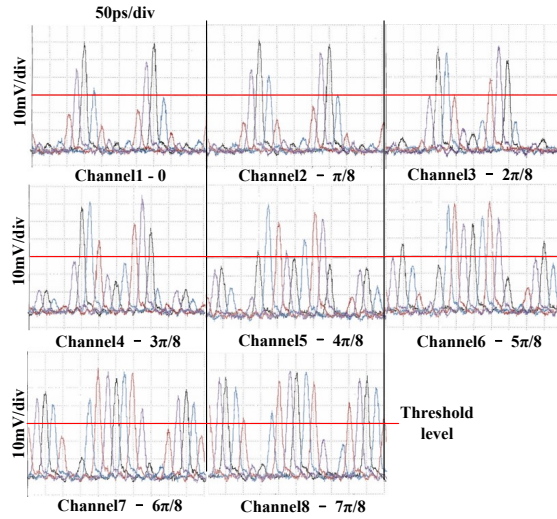 50ps/div
10mV/div
Channel1 - 0
Channel2 - π/8
Channel3 - 2π/8
10mV/div
Channel4 - 3π/8
Channel5 - 4π/8
Channel6 - 5π/8
10mV/div
Threshold
level
Channel7 - 6π/8
Channel8 - 7π/8